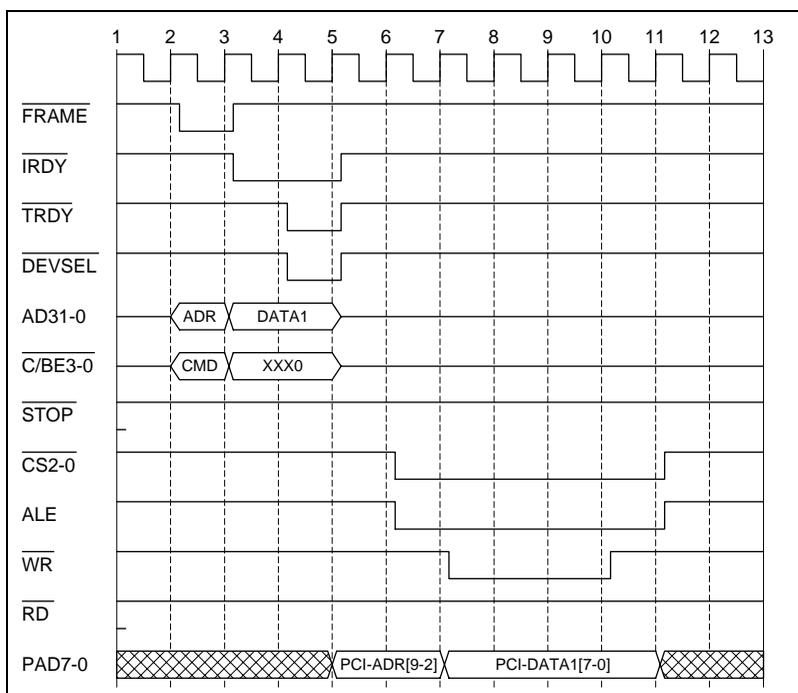 1 2 3 4 5 6 7 8 9 10 11 12 13
FRAME
IRDY
TRDY
DEVSEL
AD31-0 ADR DATA1
C/BE3-0 CMD XXX0
STOP
CS2-0
ALE
WR
RD
PAD7-0 PCI-ADR[9-2] PCI-DATA1[7-0]